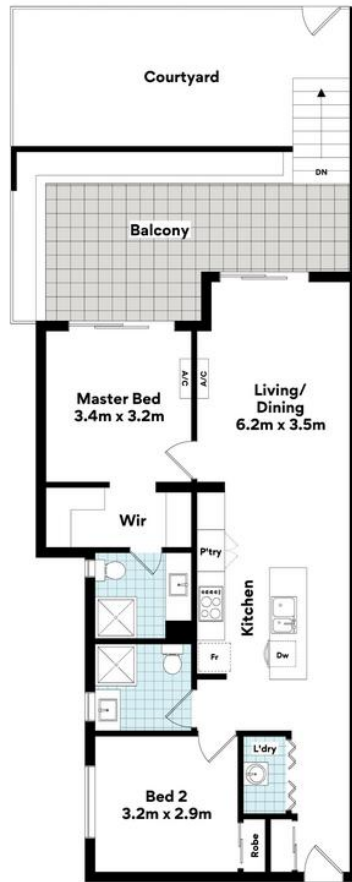 Courtyard
DN
Balcony
A/C
A/C
Master Bed
3.4m x 3.2m
Living/
Dining
6.2m x 3.5m
Wir
P'try
Kitchen
Fr
Dw
L'dry
Bed 2
3.2m x 2.9m
Robe